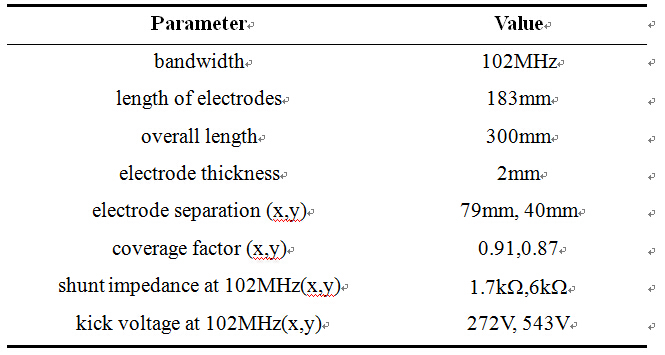 Parameter Value
bandwidth 102MHz
length of electrodes 183mm
overall length 300mm
electrode thickness 2mm
electrode separation (x,y) 79mm, 40mm
coverage factor (x,y) 0.91,0.87
shunt impedance at 102MHz(x,y) 1.7kΩ,6kΩ
kick voltage at 102MHz(x,y) 272V, 543V